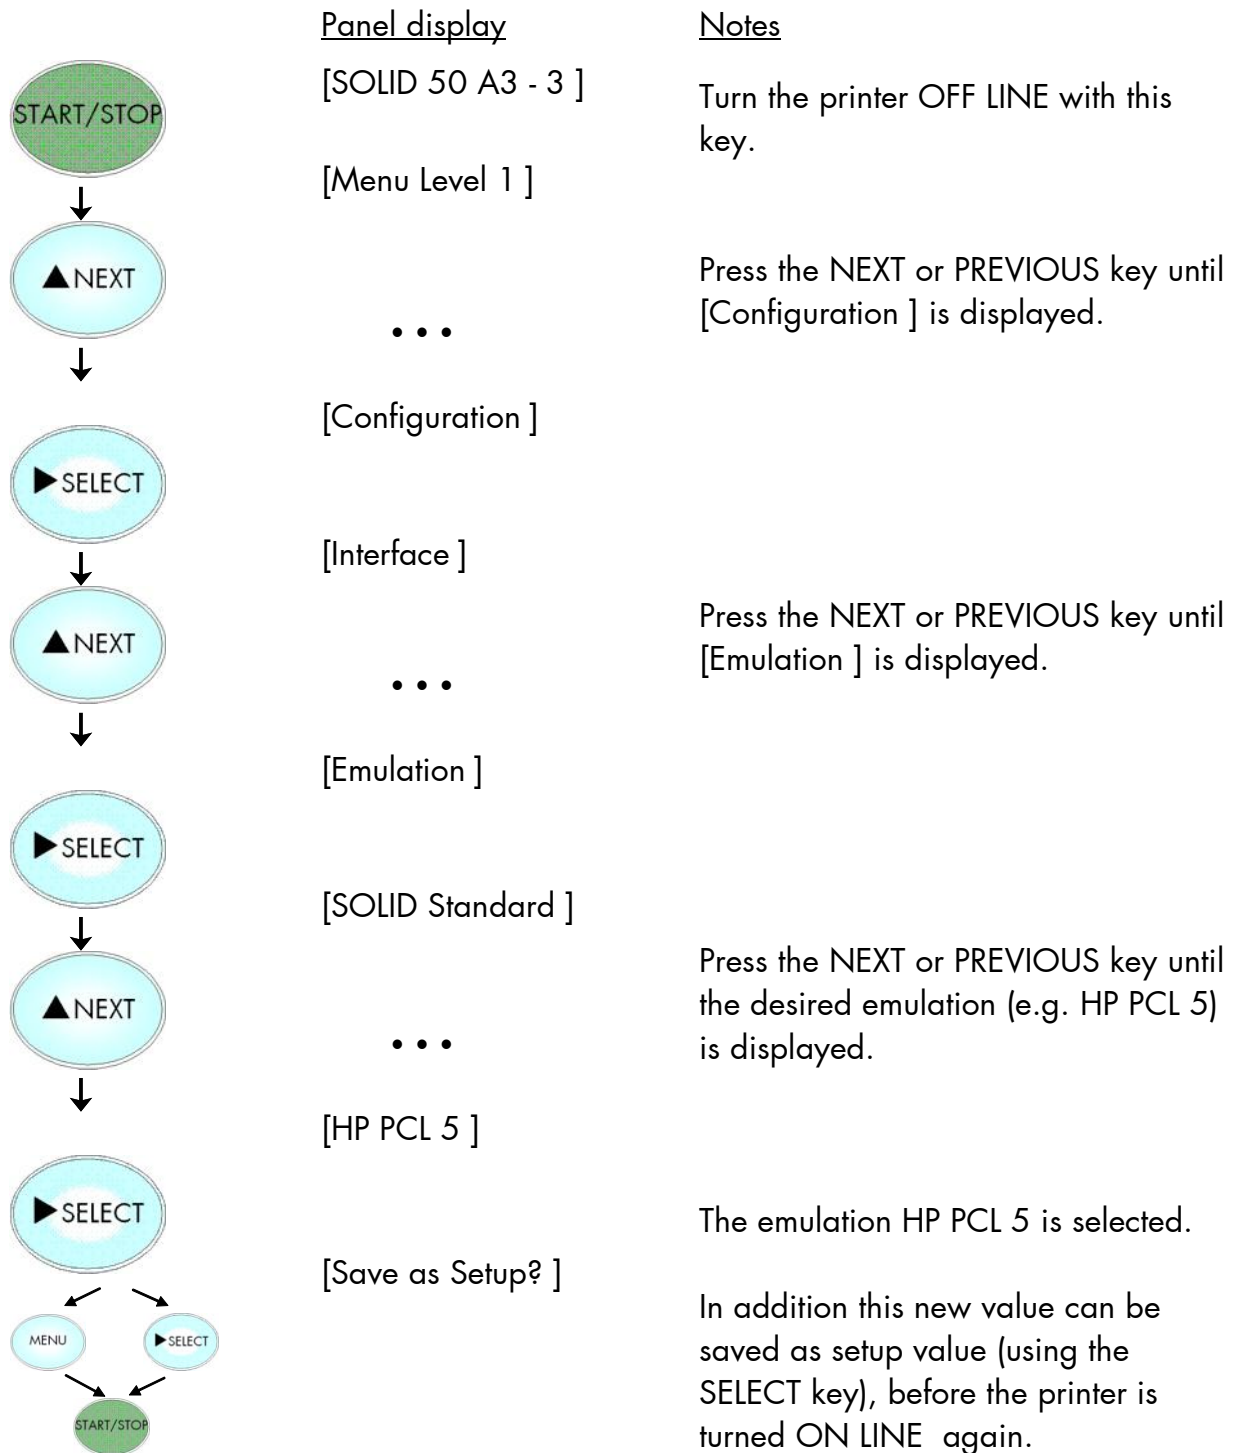 Panel display
Notes
START/STOP
[SOLID 50 A3 - 3 ]
Turn the printer OFF LINE with this
key.
[Menu Level 1 ]
▲NEXT
Press the NEXT or PREVIOUS key until
[Configuration ] is displayed.
• • •
[Configuration ]
▶SELECT
[Interface ]
▲NEXT
Press the NEXT or PREVIOUS key until
[Emulation ] is displayed.
• • •
[Emulation ]
▶SELECT
[SOLID Standard ]
▲NEXT
Press the NEXT or PREVIOUS key until
the desired emulation (e.g. HP PCL 5)
is displayed.
• • •
[HP PCL 5 ]
▶SELECT
The emulation HP PCL 5 is selected.
[Save as Setup? ]
In addition this new value can be
saved as setup value (using the
SELECT key), before the printer is
turned ON LINE  again.
MENU
▶SELECT
START/STOP